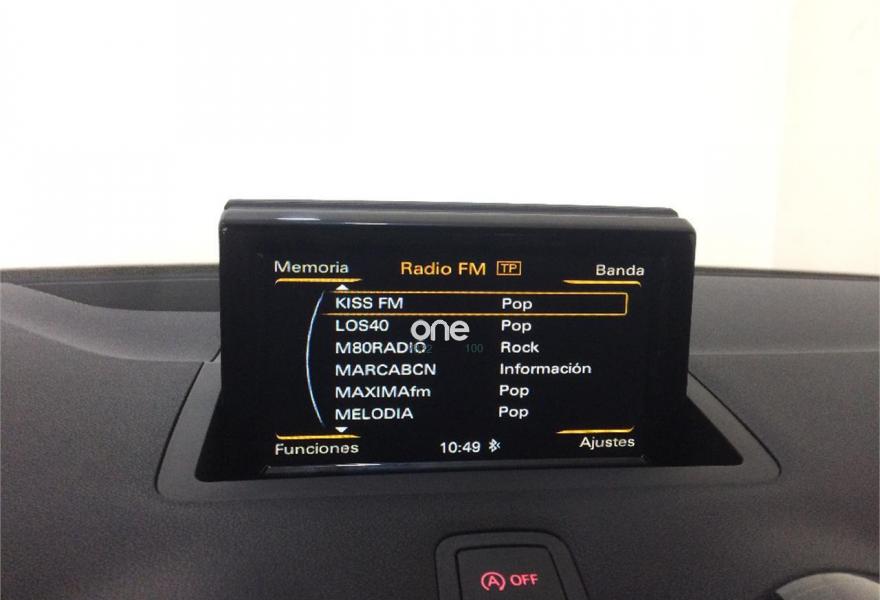 Memoria Radio FM TP Banda
KISS FM Pop
LOS40 Pop
one
M80RADIO Rock
100
MARCABCN Información
MAXIMAfm Pop
MELODIA Pop
Funciones 10:49 Ajustes
A OFF